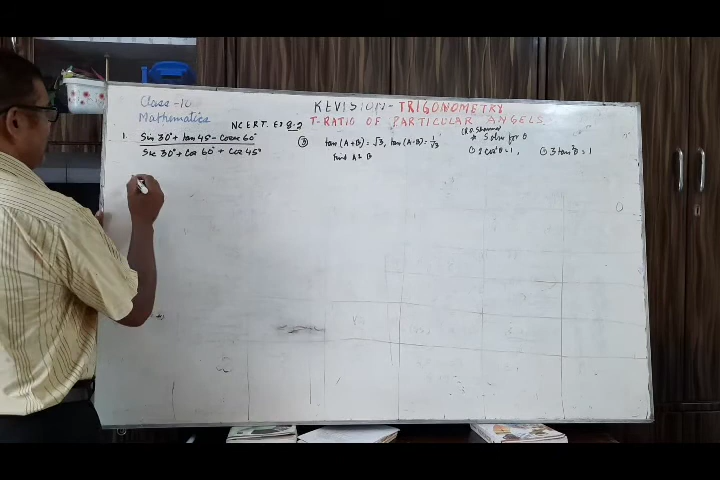 Class-10
Mathematics
REVISION - TRIGONOMETRY
T-RATIO OF PARTICULAR ANGELS
NCERT. EX 8.2
1. Sin 30° + tan 45° - Cosec 60°
Sec 30° + Cos 60° + Cot 45°
③ tan (A+B) = √3, tan (A-B) = 1/√3
find A & B
(R.D. Sharma)
* Solve for θ
① 2 cos²θ = 1, ② 3 tan²θ = 1